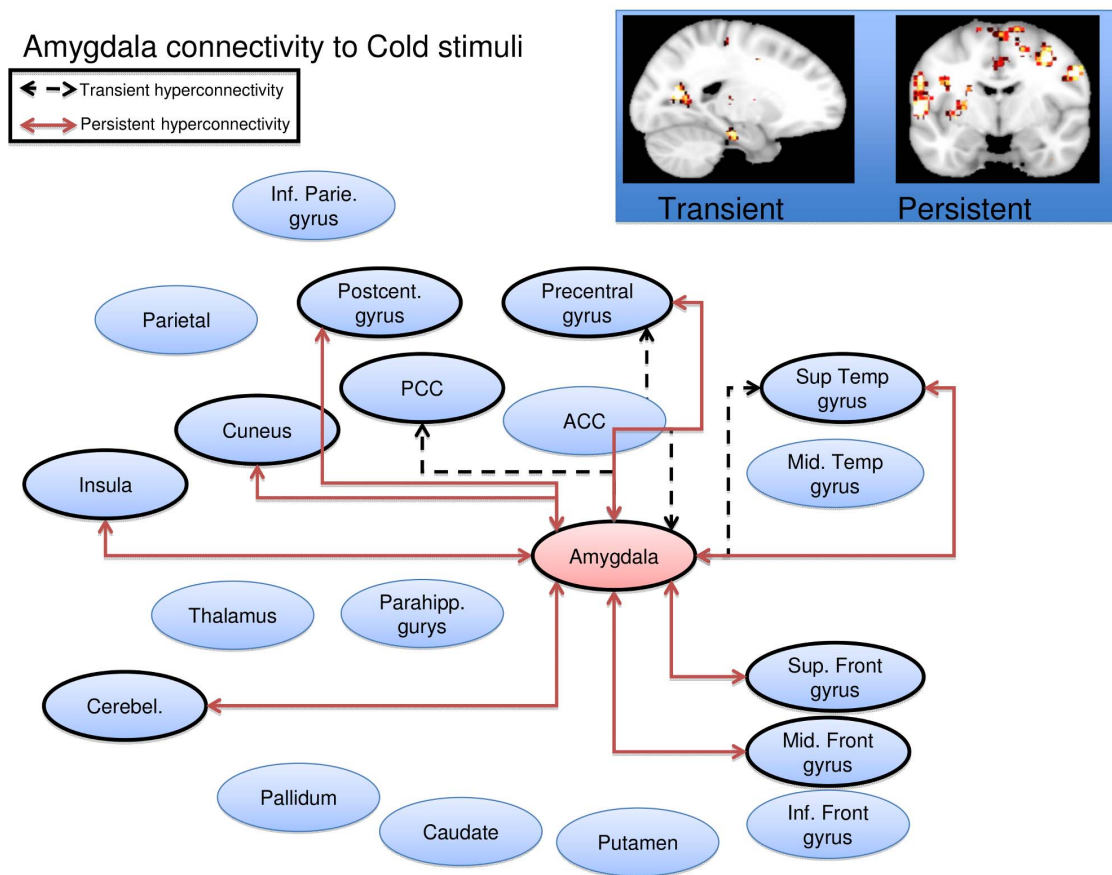 Amygdala connectivity to Cold stimuli
Transient hyperconnectivity
Persistent hyperconnectivity
Transient
Persistent
Inf. Parie.
gyrus
Postcent.
gyrus
Precentral
gyrus
Parietal
PCC
ACC
Sup Temp
gyrus
Cuneus
Mid. Temp
gyrus
Insula
Amygdala
Thalamus
Parahipp.
gurys
Sup. Front
gyrus
Cerebel.
Mid. Front
gyrus
Pallidum
Caudate
Putamen
Inf. Front
gyrus